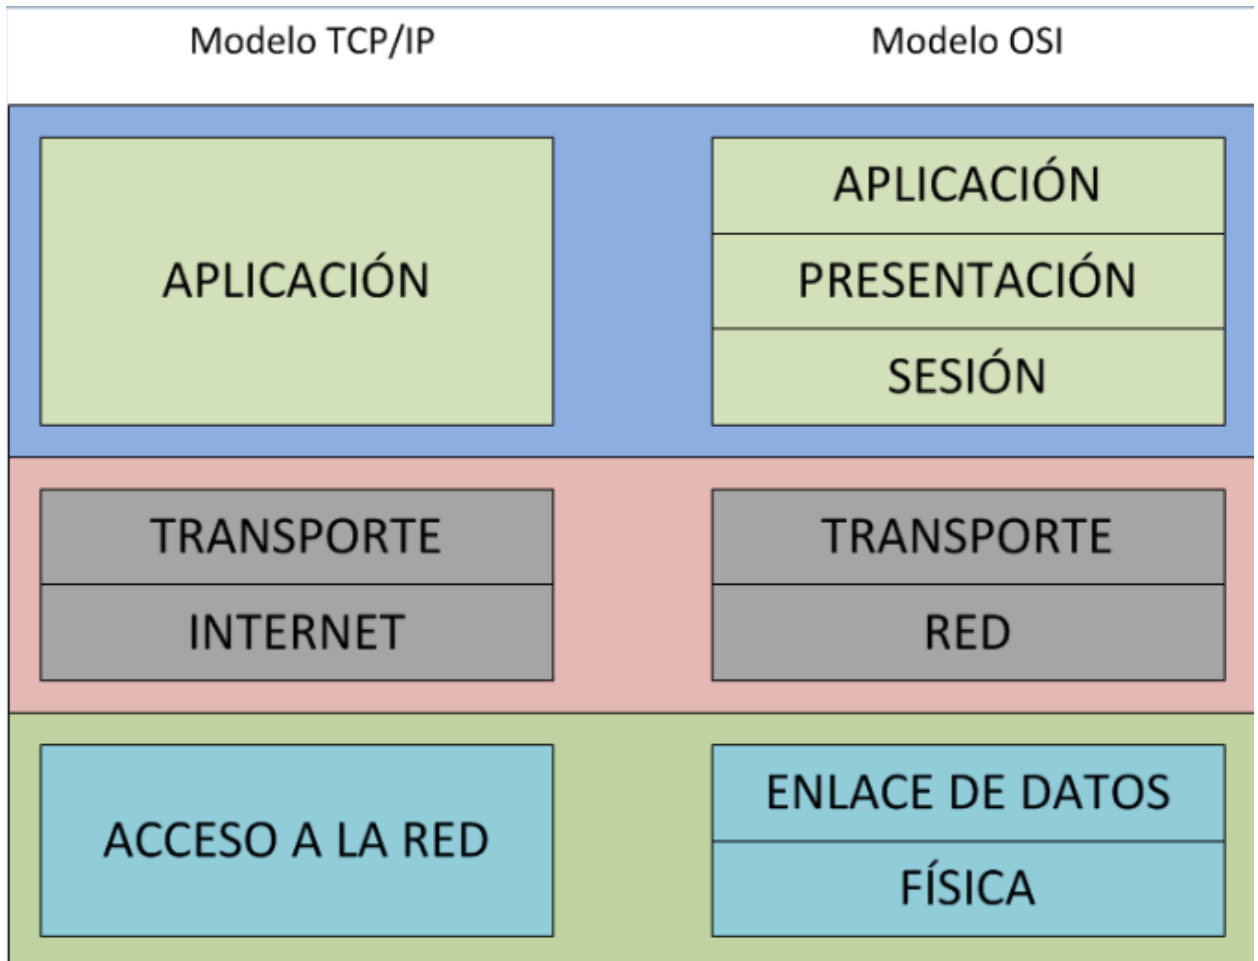 Modelo TCP/IP
Modelo OSI
APLICACIÓN
APLICACIÓN
PRESENTACIÓN
SESIÓN
TRANSPORTE
INTERNET
TRANSPORTE
RED
ACCESO A LA RED
ENLACE DE DATOS
FÍSICA